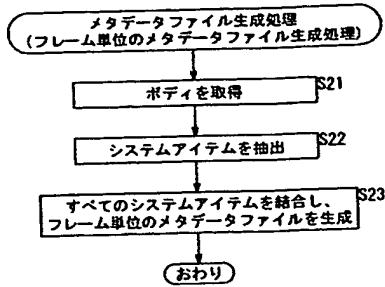 メタデータファイル生成処理
(フレーム単位のメタデータファイル生成処理)
S21
ボディを取得
S22
システムアイテムを抽出
S23
すべてのシステムアイテムを結合し、
フレーム単位のメタデータファイルを生成
おわり